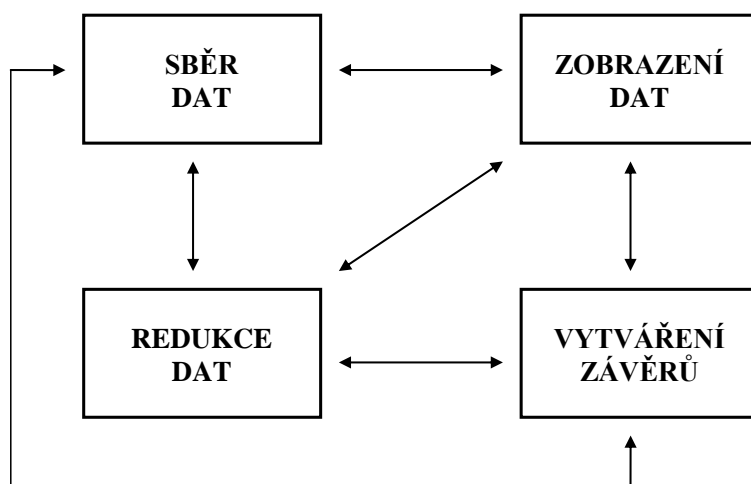 SBĚR
DAT
ZOBRAZENÍ
DAT
REDUKCE
DAT
VYTVÁŘENÍ
ZÁVĚRŮ